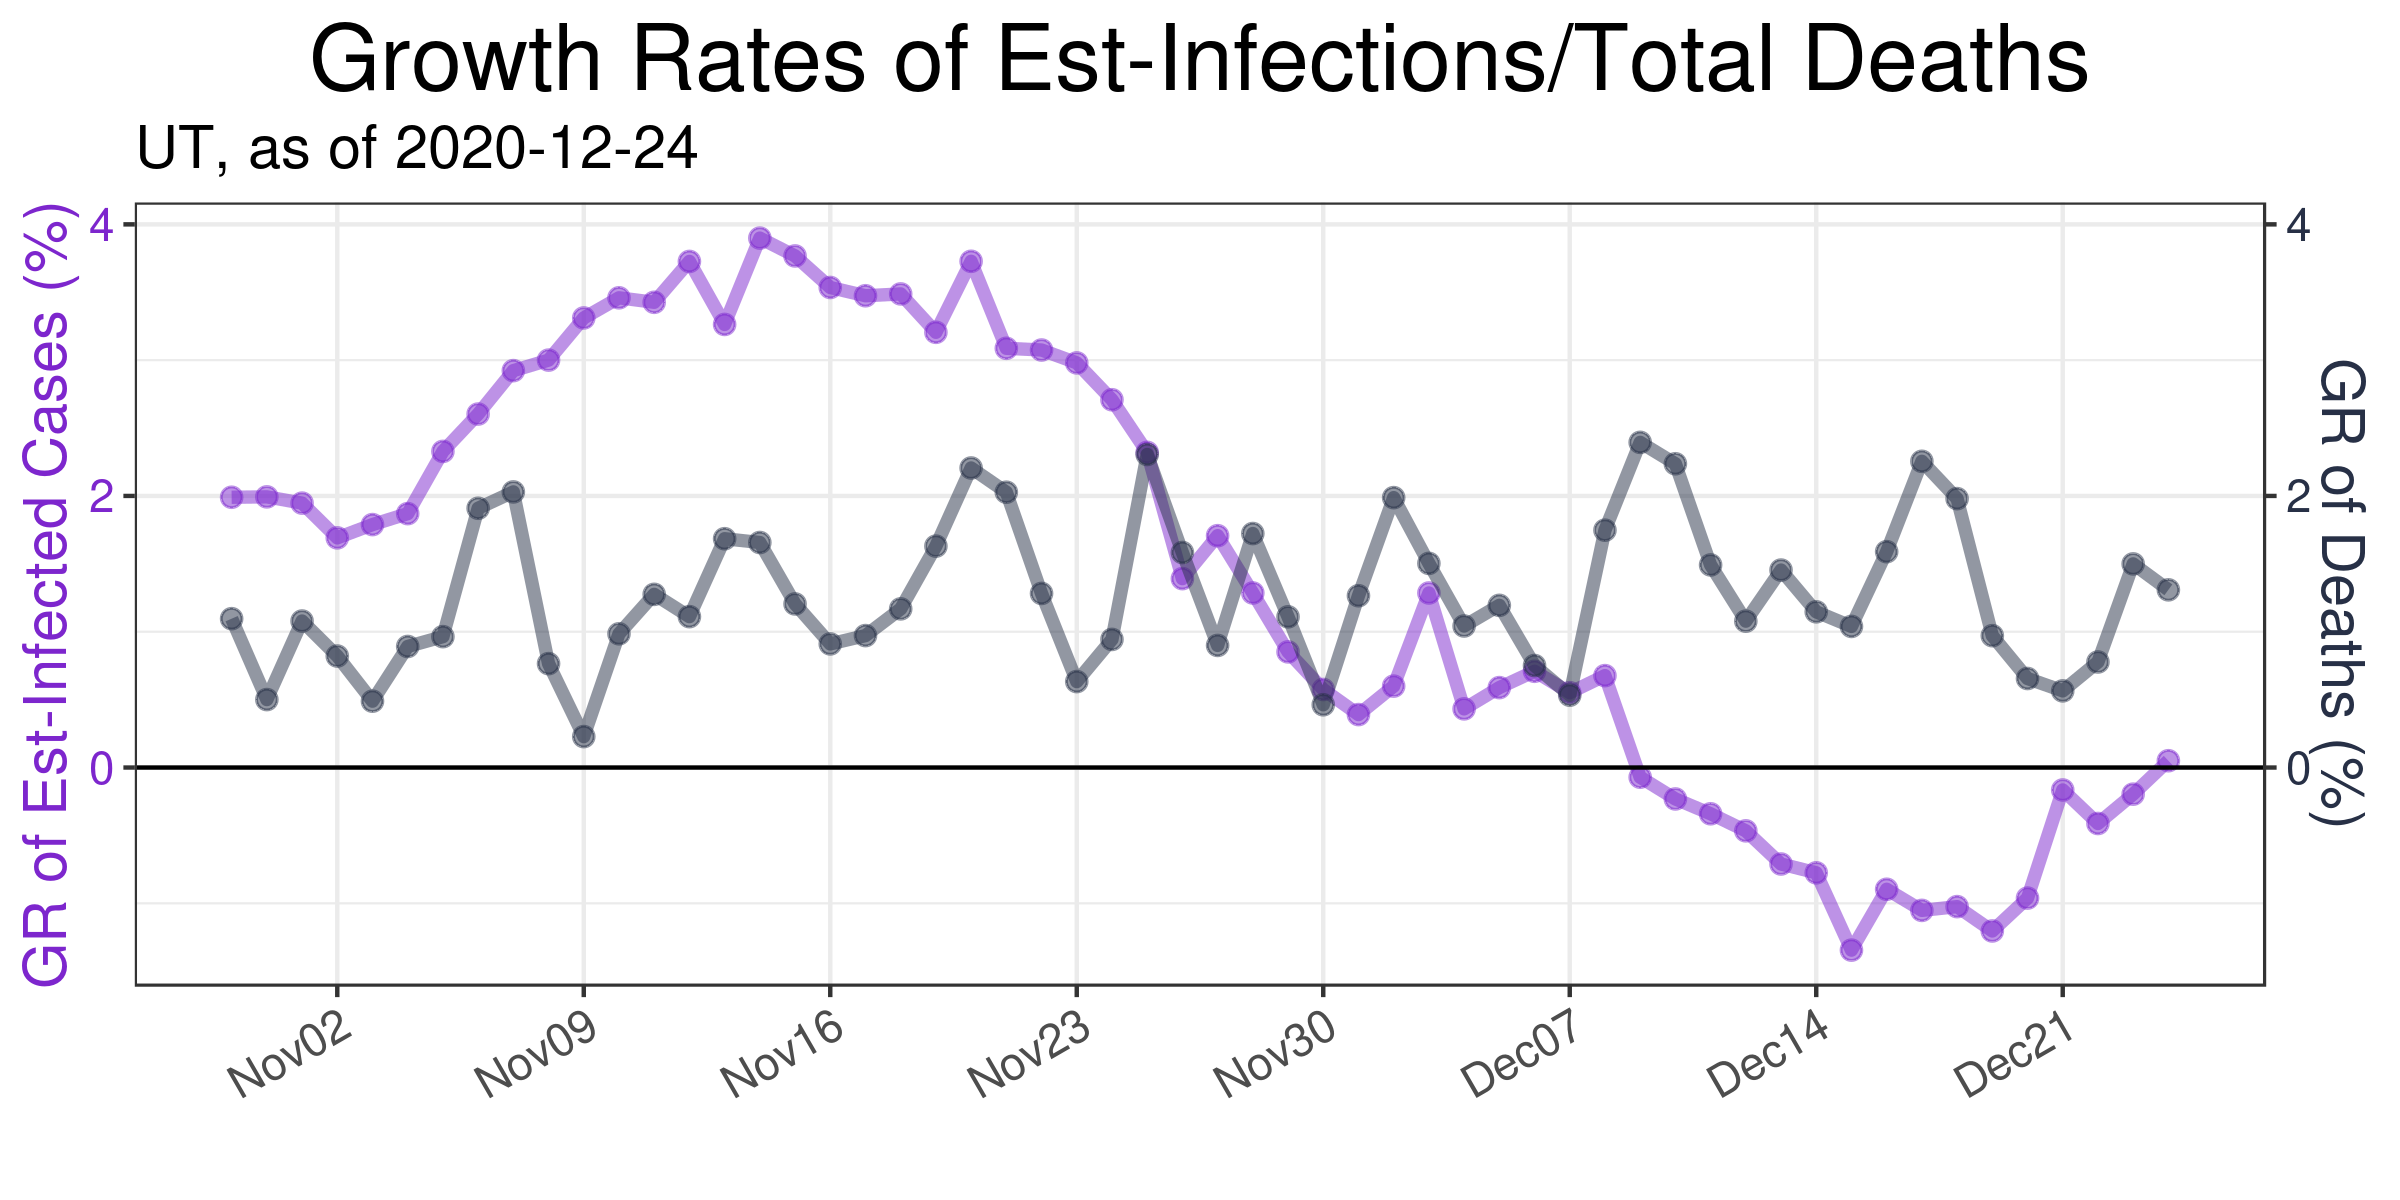 Growth Rates of Est-Infections/Total Deaths
UT, as of 2020-12-24
GR of Est-Infected Cases (%)
4
2
0
4
2
0
GR of Deaths (%)
Nov02
Nov09
Nov16
Nov23
Nov30
Dec07
Dec14
Dec21